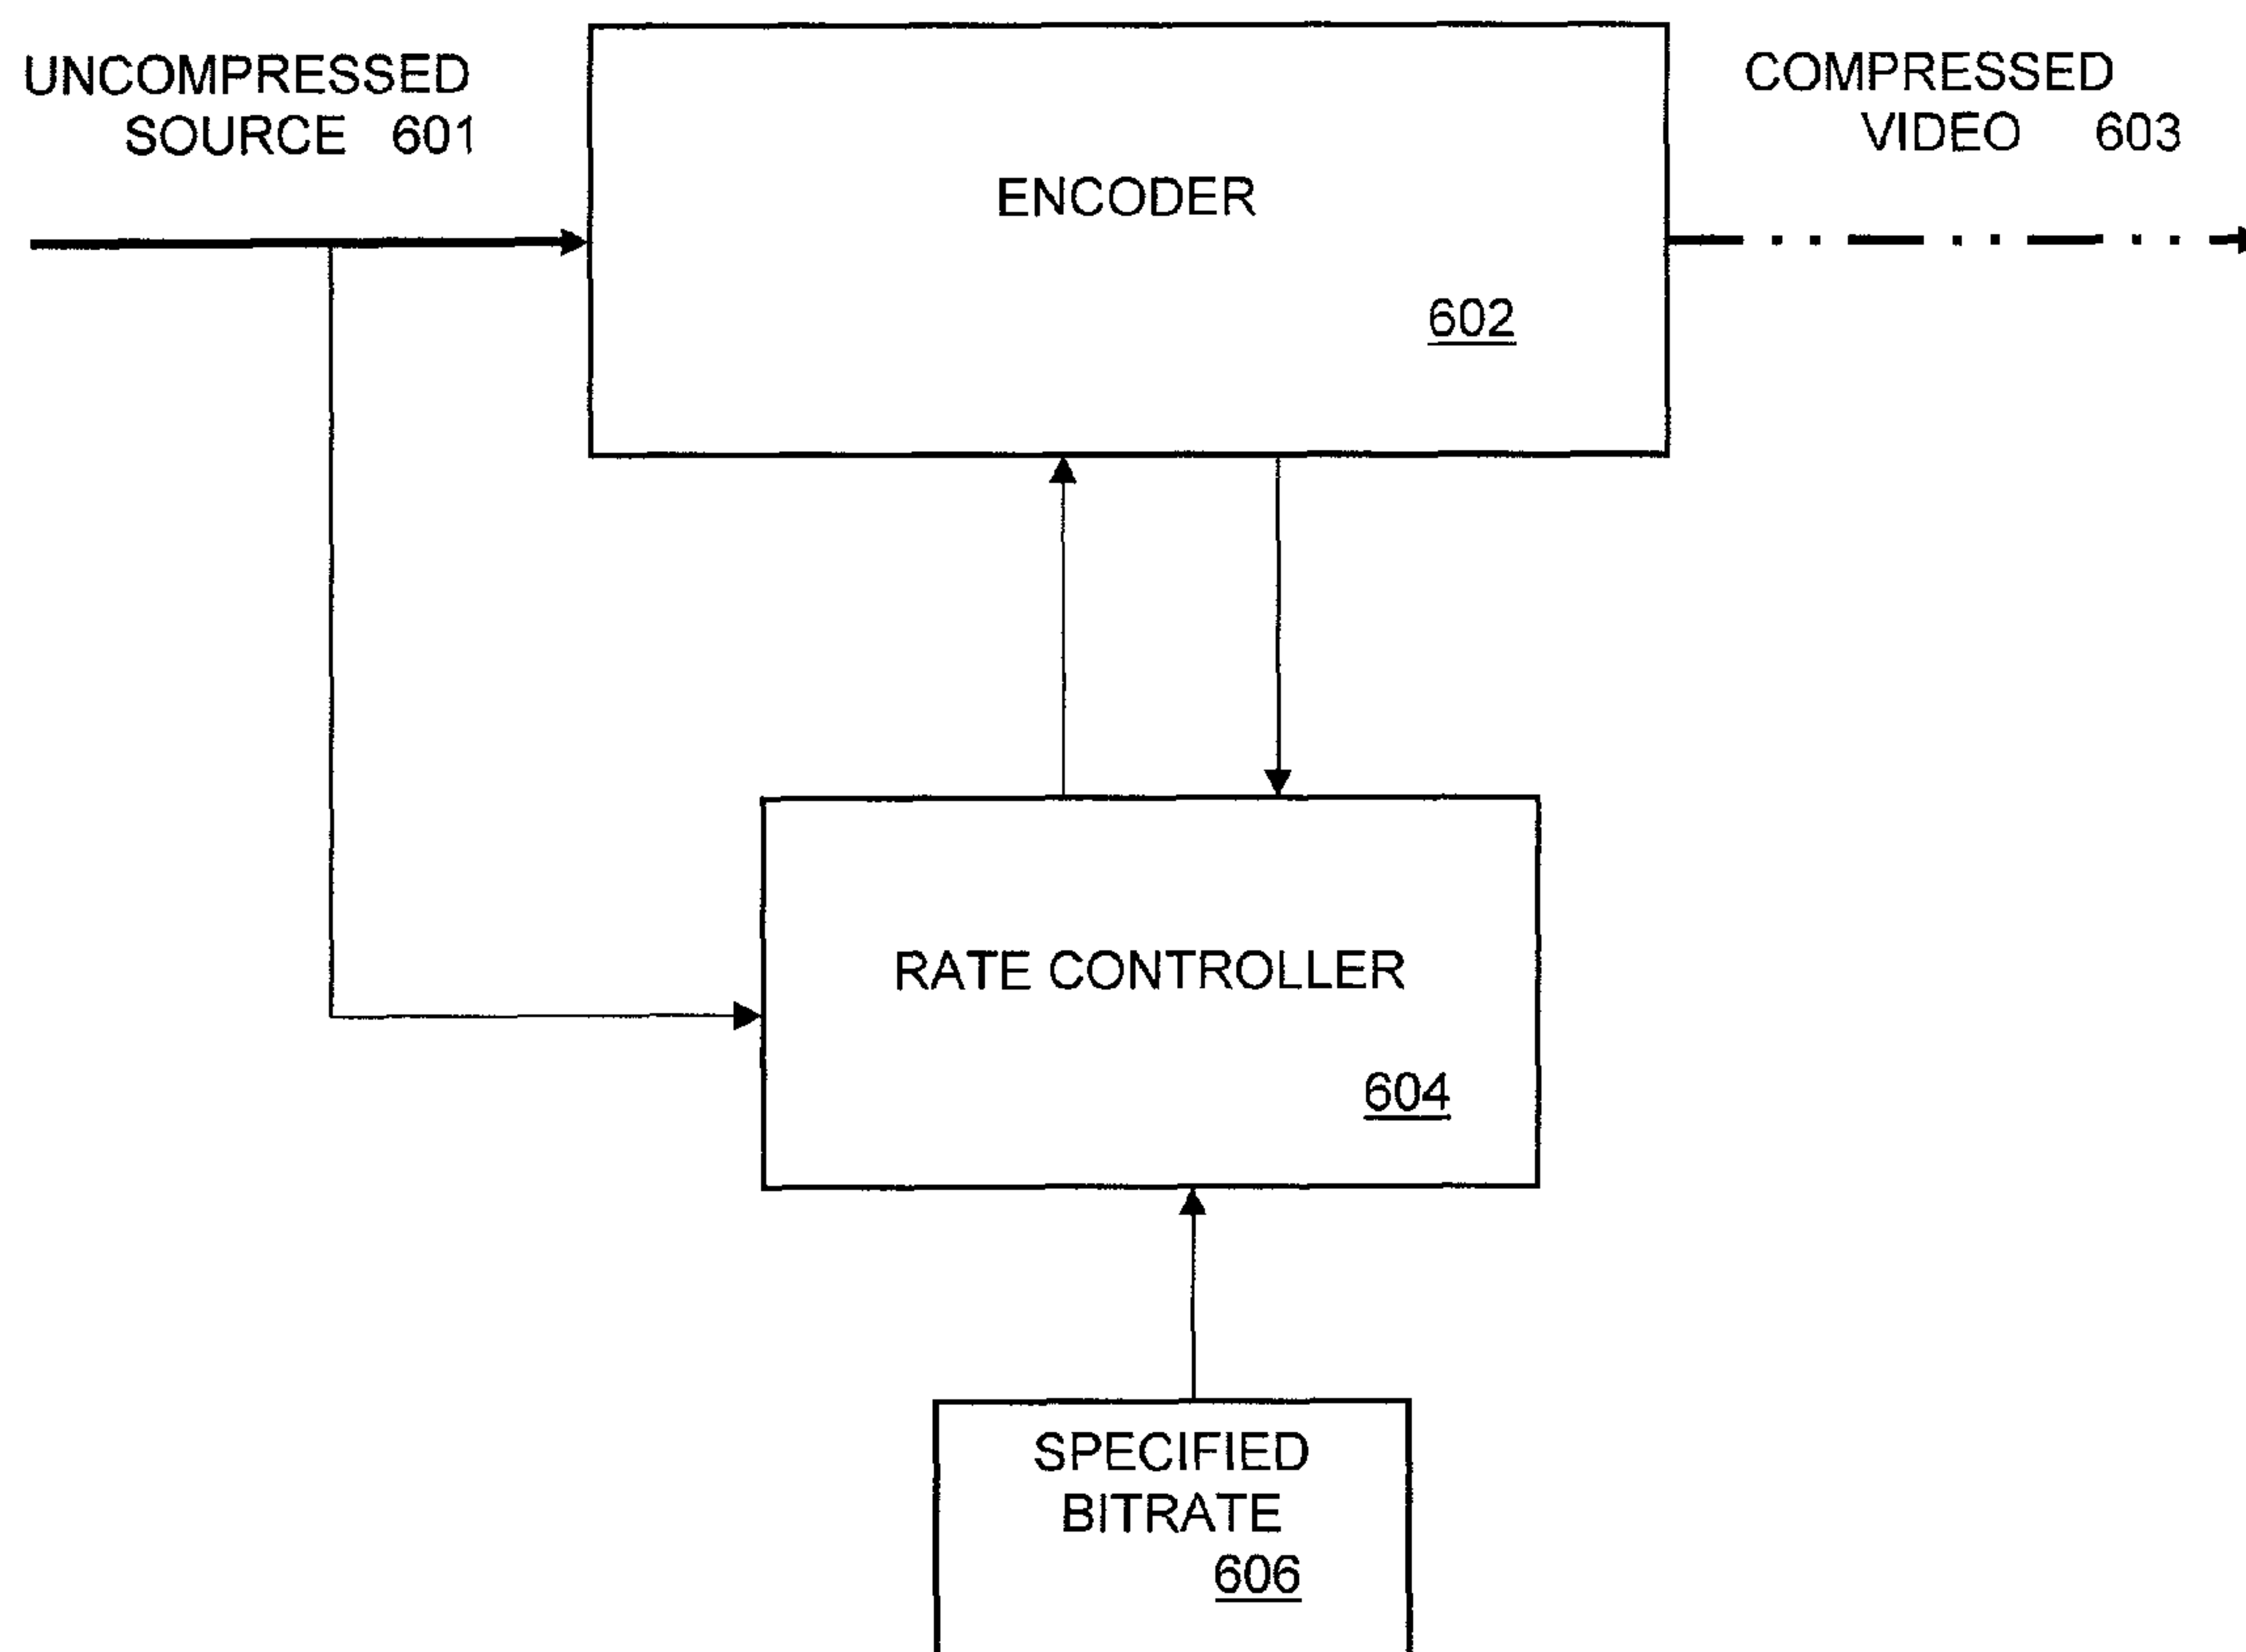 UNCOMPRESSED
SOURCE 601
ENCODER
602
COMPRESSED
VIDEO 603
RATE CONTROLLER
604
SPECIFIED
BITRATE
606